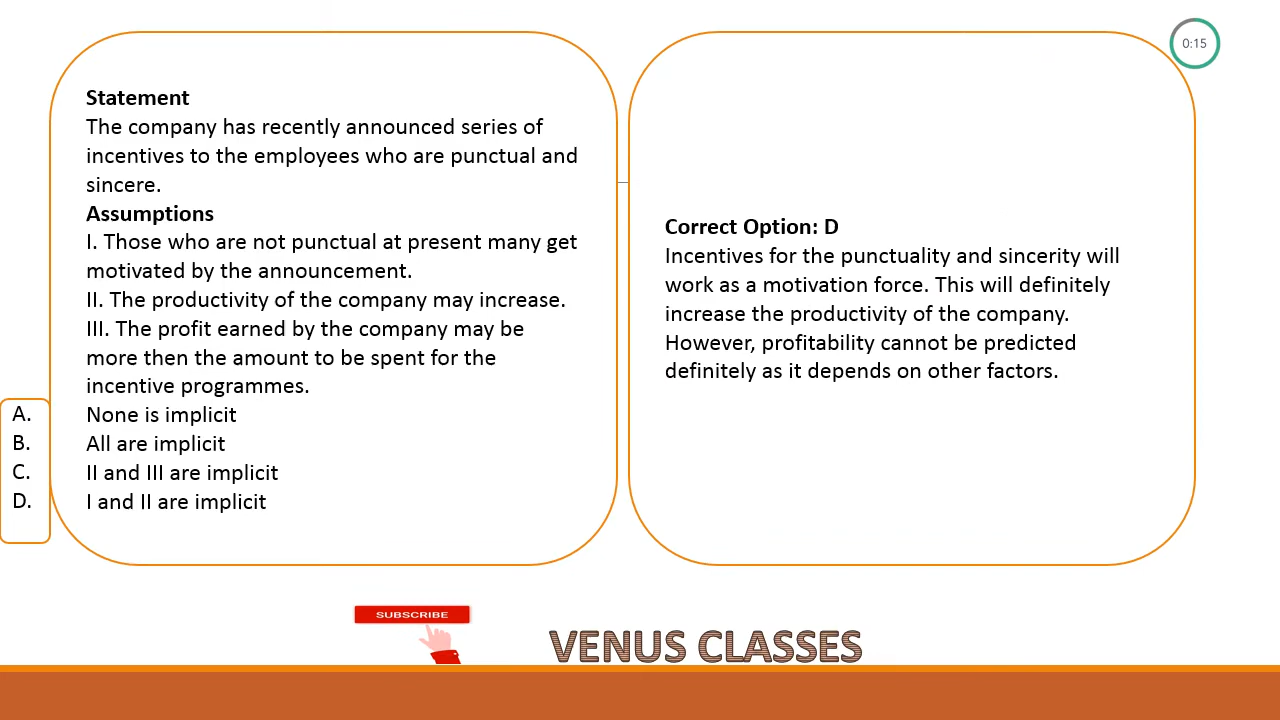 0:15
Statement
The company has recently announced series of
incentives to the employees who are punctual and
sincere.
Assumptions
I. Those who are not punctual at present many get
motivated by the announcement.
II. The productivity of the company may increase.
III. The profit earned by the company may be
more then the amount to be spent for the
incentive programmes.
A. None is implicit
B. All are implicit
C. II and III are implicit
D. I and II are implicit
Correct Option: D
Incentives for the punctuality and sincerity will
work as a motivation force. This will definitely
increase the productivity of the company.
However, profitability cannot be predicted
definitely as it depends on other factors.
SUBSCRIBE
VENUS CLASSES